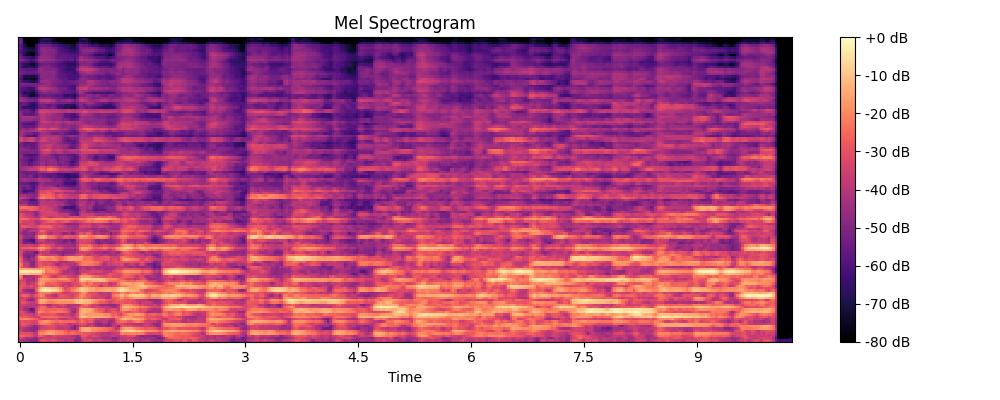 Mel Spectrogram
+0 dB
-10 dB
-20 dB
-30 dB
-40 dB
-50 dB
-60 dB
-70 dB
-80 dB
0 1.5 3 4.5 6 7.5 9
Time